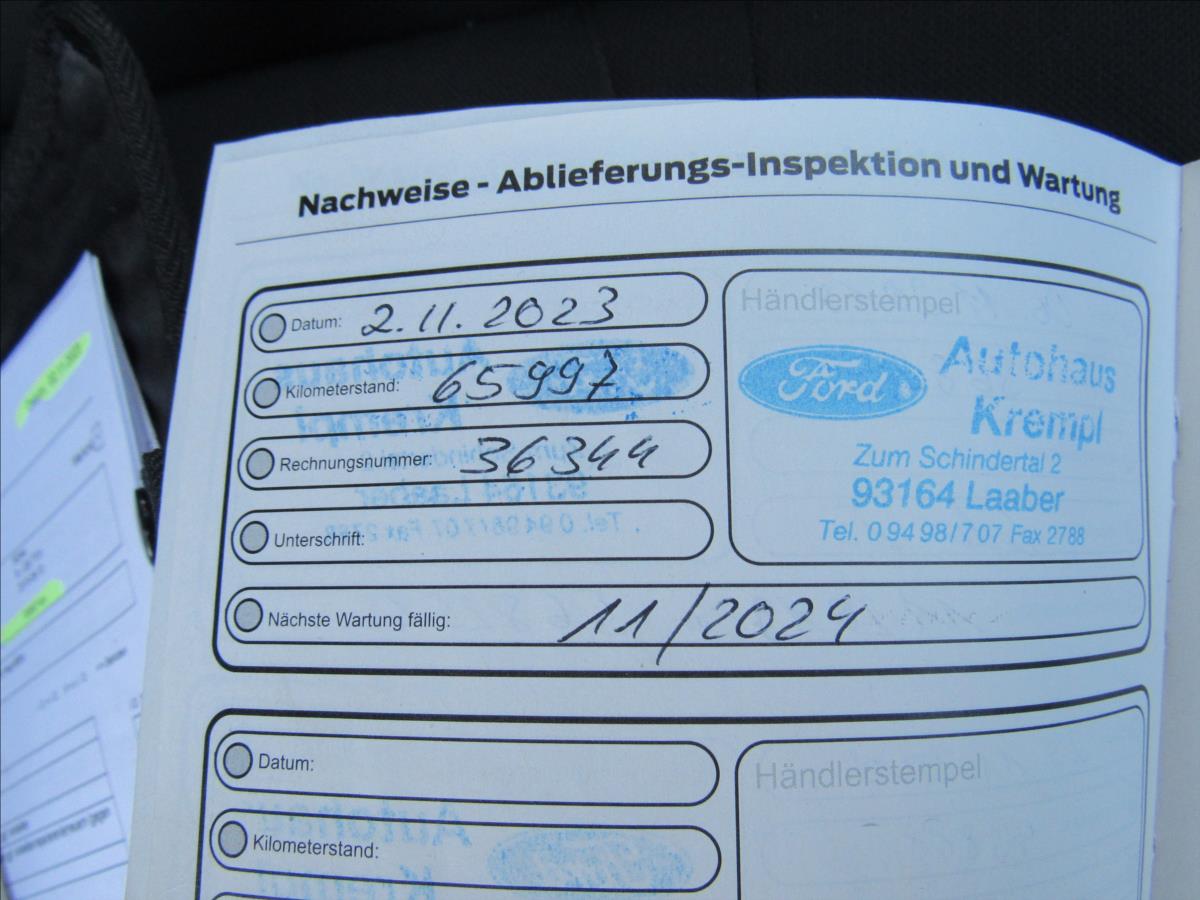 Nachweise - Ablieferungs-Inspektion und Wartung
Datum: 2.11.2023
Kilometerstand: 65997
Rechnungsnummer: 36344
Unterschrift:
Nächste Wartung fällig: 11/2024
Händlerstempel
Ford
Autohaus
Krempl
Zum Schindertal 2
93164 Laaber
Tel. 09498/707 Fax 2788
Datum:
Kilometerstand:
Händlerstempel